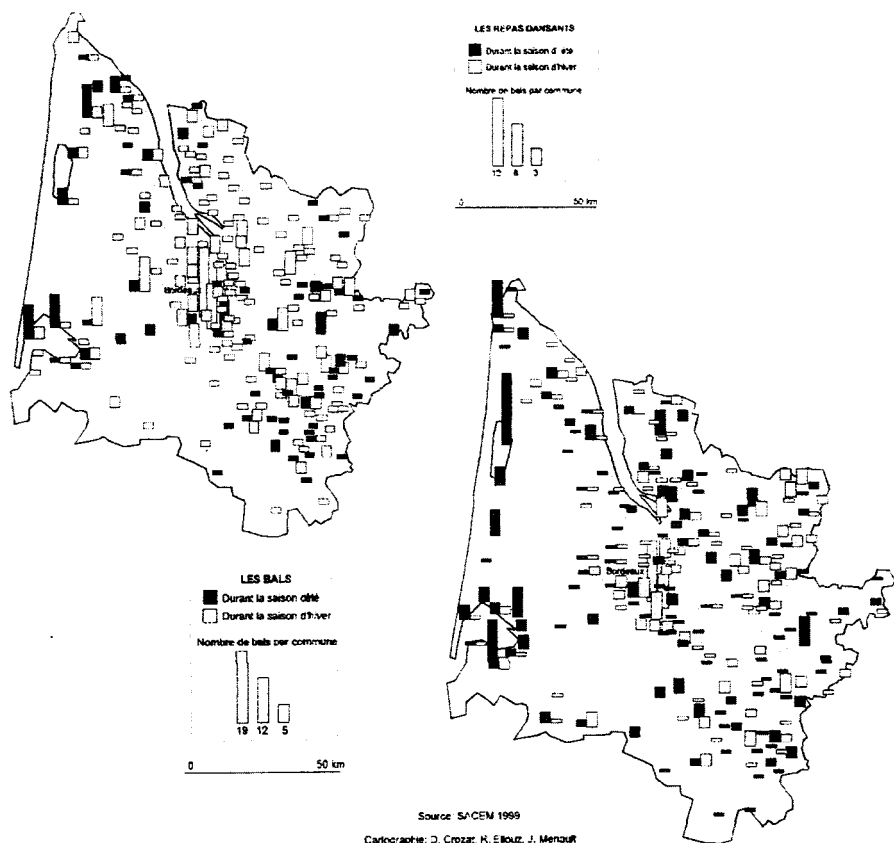 LES REPAS DANSANTS
Durant la saison d'été
Durant la saison d'hiver
Nombre de bals par commune
12 8 3
0 50 km
Bordeaux
Bordeaux
LES BALS
Durant la saison d'été
Durant la saison d'hiver
Nombre de bals par commune
19 12 5
0 50 km
Source: SACEM 1999
Cartographie: D. Crozat, R. Ellouz, J. Menault